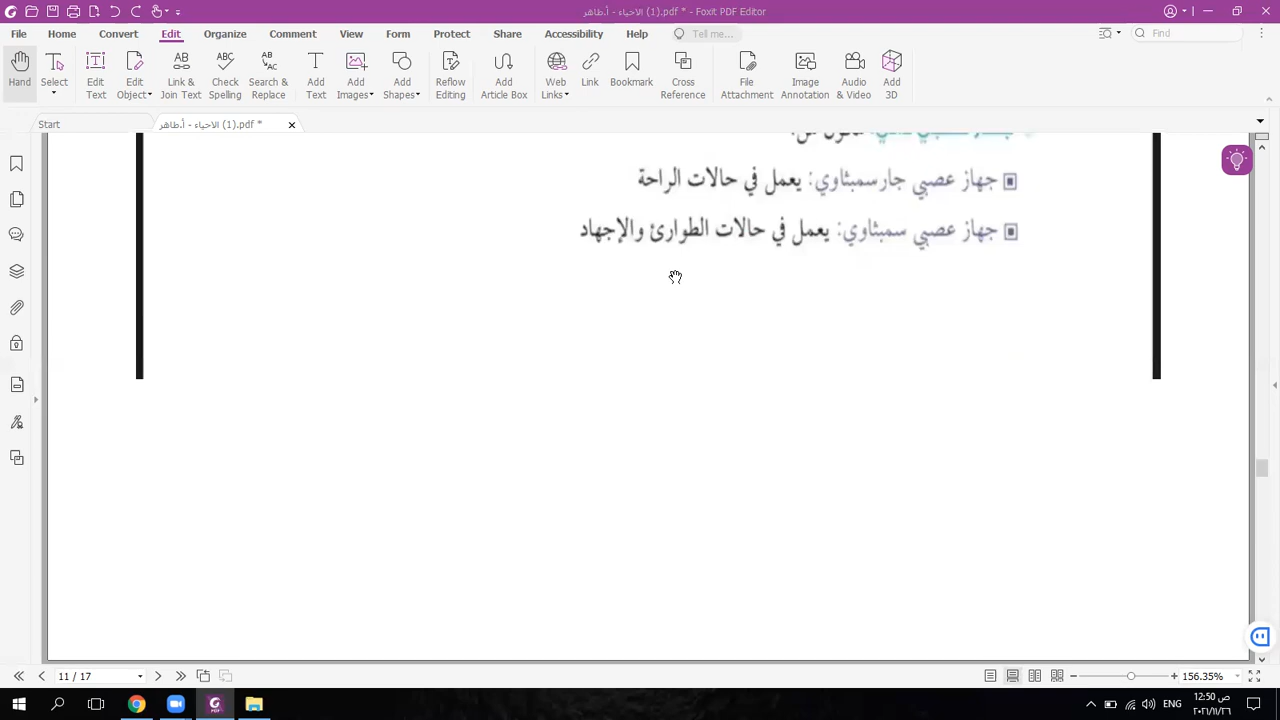 الاحياء - أ.طاهر (1).pdf * - Foxit PDF Editor
File Home Convert Edit Organize Comment View Form Protect Share Accessibility Help Tell me... Find
Hand
Select
Edit Text
Edit Object
Link & Join Text
Check Spelling
Search & Replace
Add Text
Add Images
Add Shapes
Reflow Editing
Add Article Box
Web Links
Link
Bookmark
Cross Reference
File Attachment
Image Annotation
Audio & Video
Add 3D
Start
الاحياء - أ.طاهر (1).pdf *
جهاز عصبي جارسمبثاوي: يعمل في حالات الراحة
جهاز عصبي سمبثاوي: يعمل في حالات الطوارئ والإجهاد
11 / 17
156.35%
ENG
12:50 ص